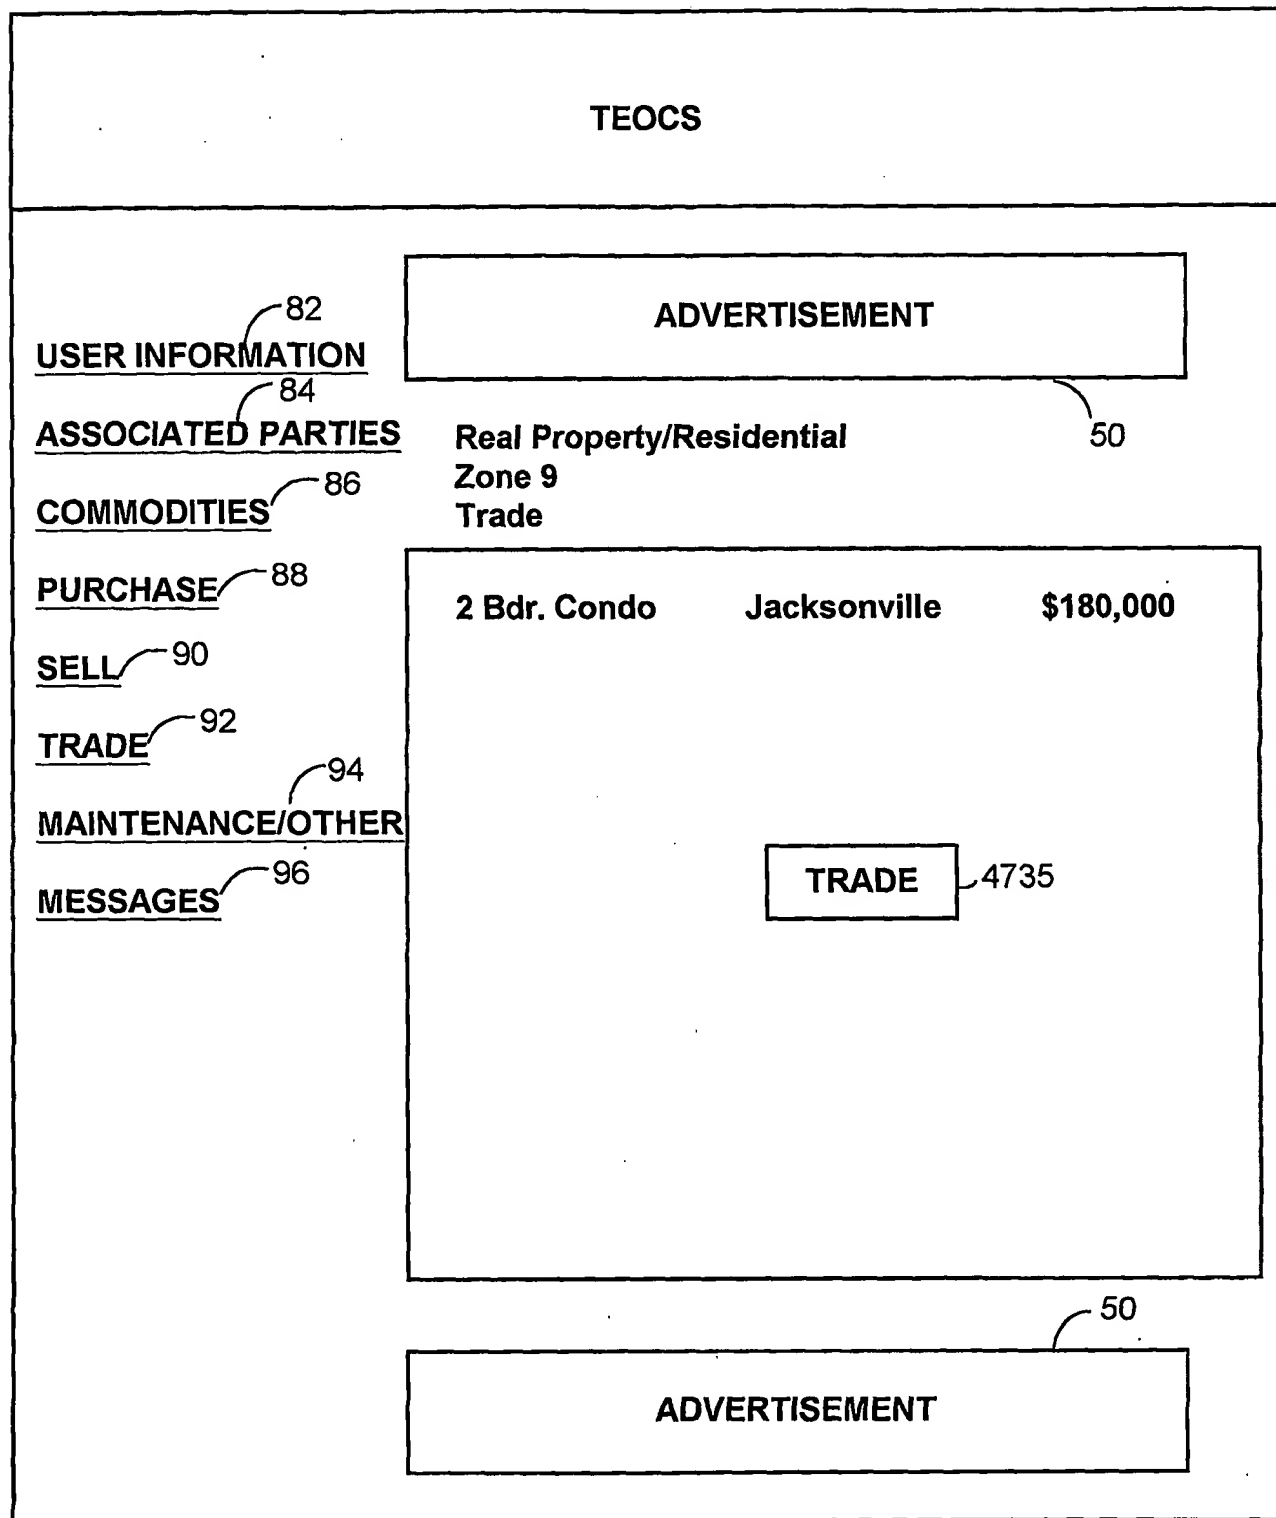 TEOCS
ADVERTISEMENT
50
82
USER INFORMATION
84
ASSOCIATED PARTIES
86
COMMODITIES
88
PURCHASE
90
SELL
92
TRADE
94
MAINTENANCE/OTHER
96
MESSAGES
Real Property/Residential
Zone 9
Trade
2 Bdr. Condo Jacksonville $180,000
TRADE 4735
50
ADVERTISEMENT